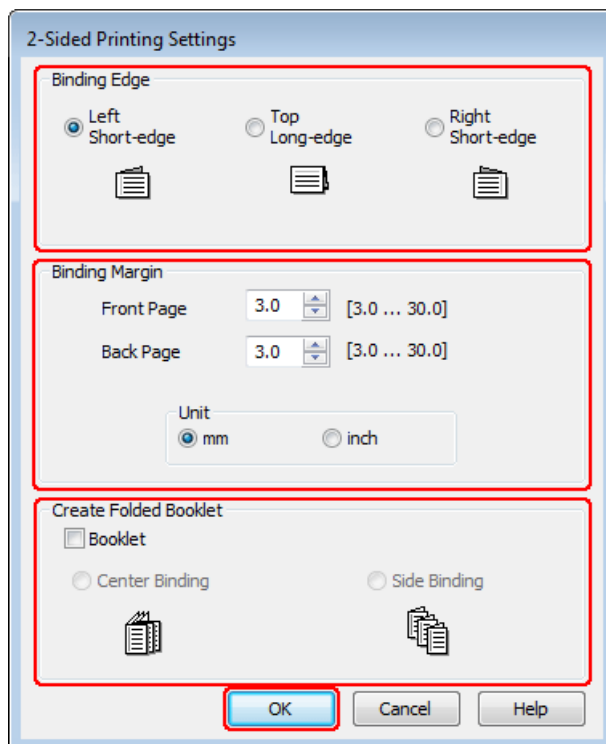 2-Sided Printing Settings
Binding Edge
Left
Short-edge
Top
Long-edge
Right
Short-edge
Binding Margin
Front Page 3.0 [3.0 ... 30.0]
Back Page 3.0 [3.0 ... 30.0]
Unit
mm inch
Create Folded Booklet
Booklet
Center Binding Side Binding
OK Cancel Help